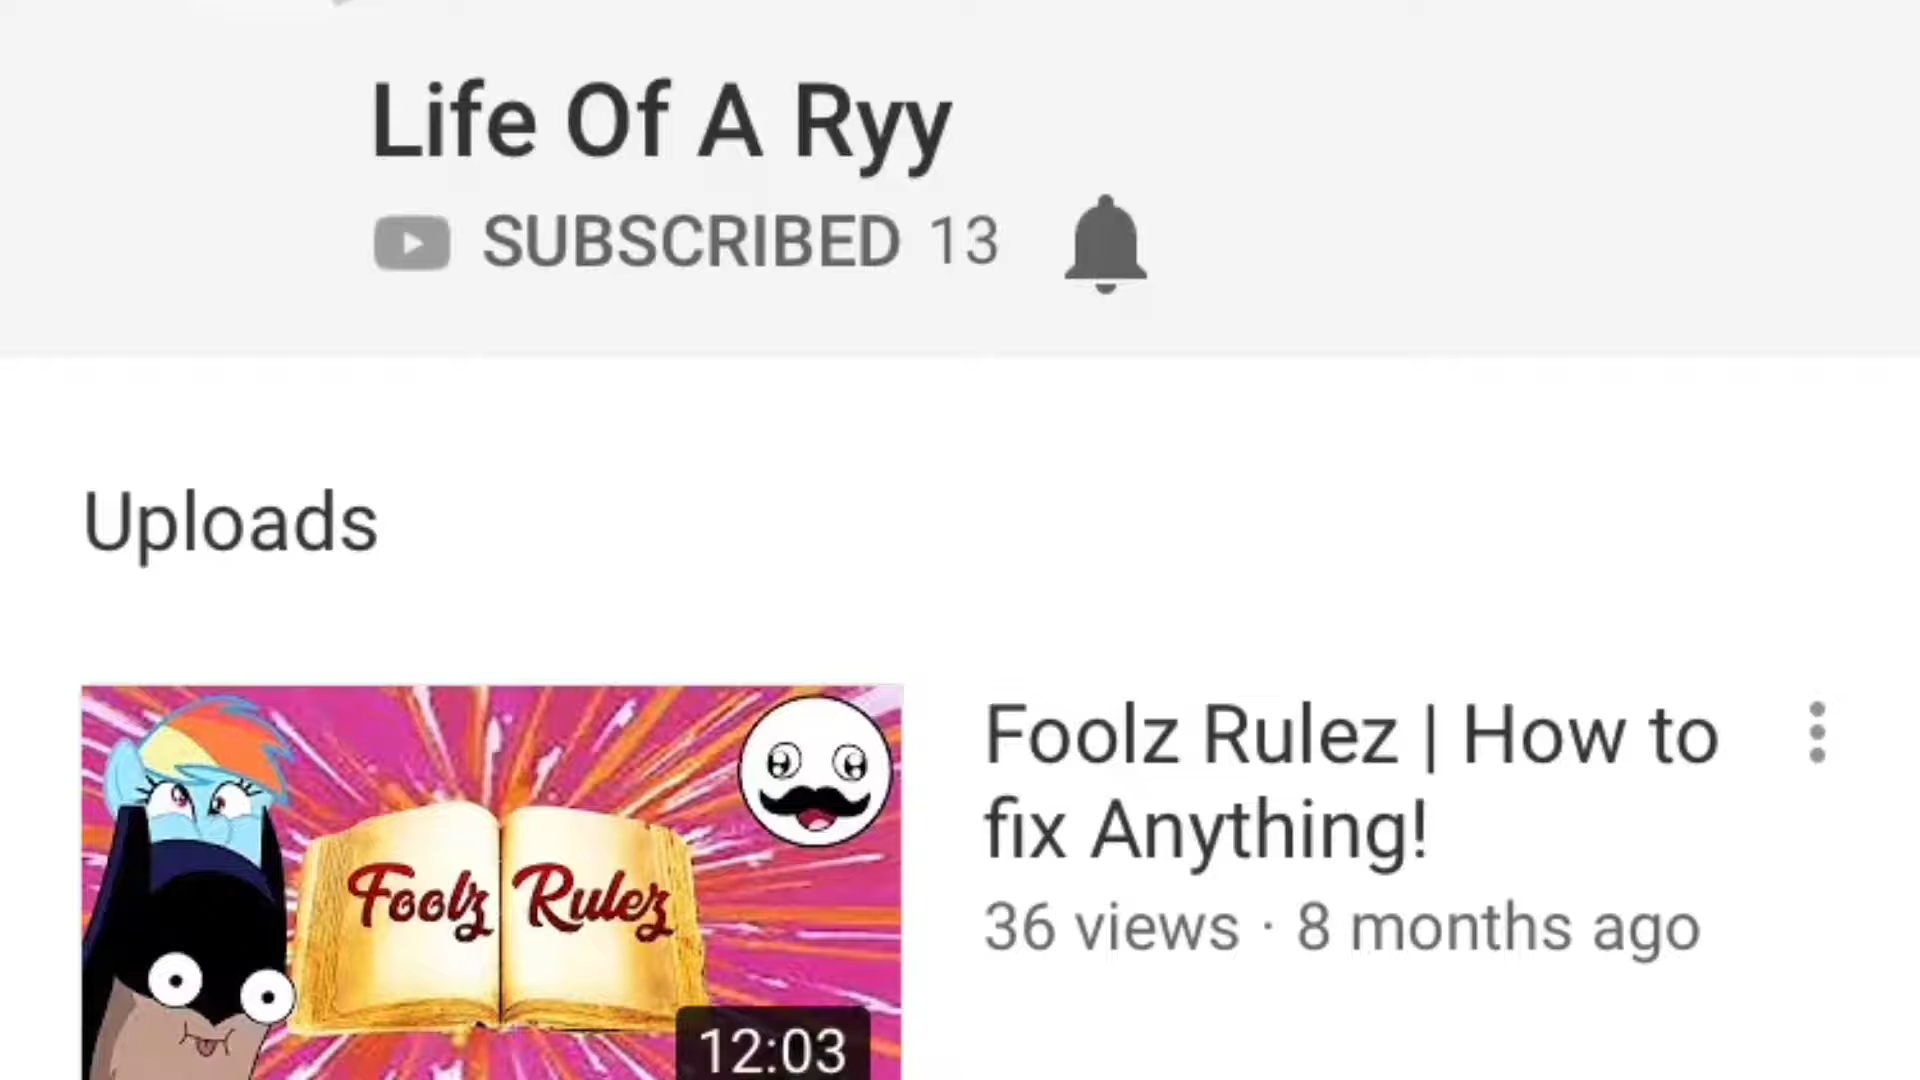 Life Of A Ryy
SUBSCRIBED 13
Uploads
Foolz Rulez
12:03
Foolz Rulez | How to
fix Anything!
36 views · 8 months ago